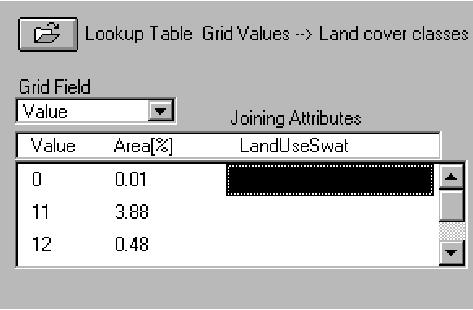 Lookup Table Grid Values --> Land cover classes
Grid Field
Value
Joining Attributes
Value Area[%] LandUseSwat
0 0.01
11 3.88
12 0.48